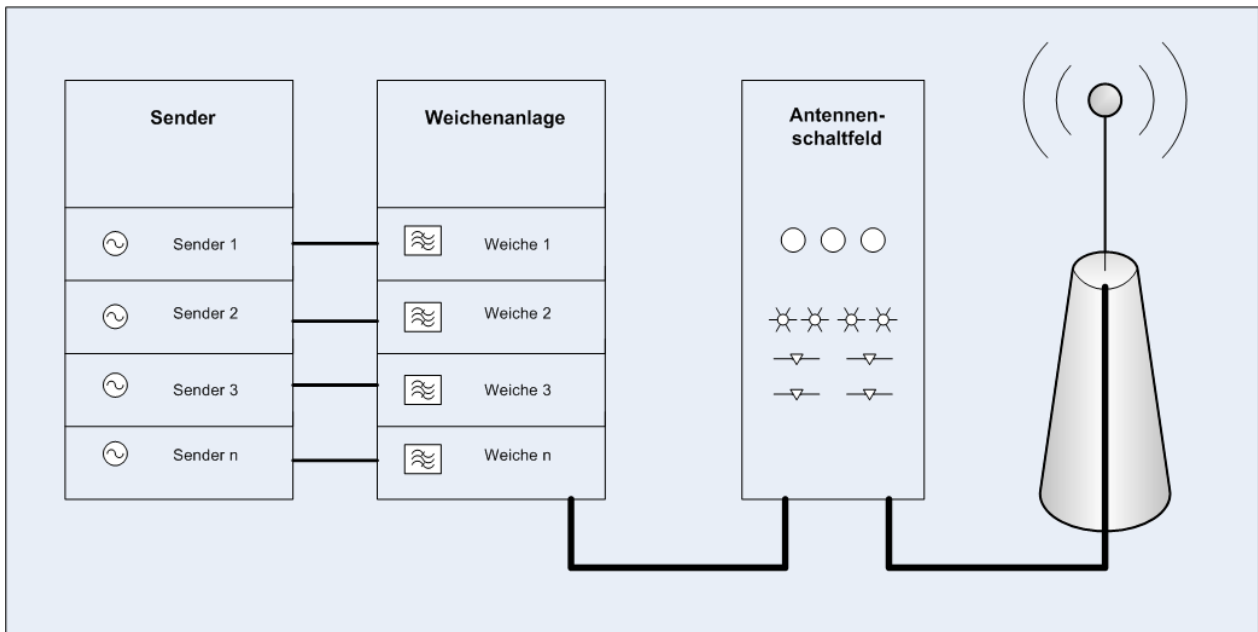 Sender
Weichenanlage
Antennen-
schaltfeld
Sender 1
Weiche 1
Sender 2
Weiche 2
Sender 3
Weiche 3
Sender n
Weiche n